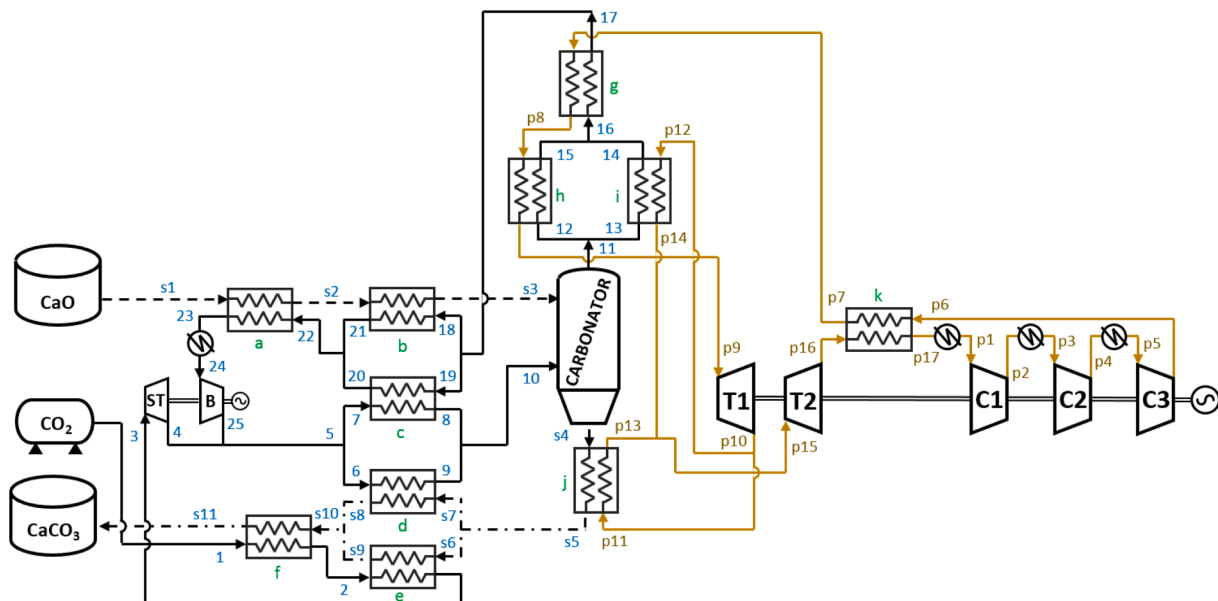 17
g
p8
16
p12
15
14
h
i
12
13
11
p14
CaO
s1
s2
s3
23
22
21
18
a
b
24
20
19
10
CARBONATOR
p7
k
p6
p16
p17
p1
p3
p5
p2
p4
p9
T1
T2
C1
C2
C3
p10
p15
ST
B
25
3
4
5
7
8
c
CO2
s4
p13
6
9
j
s8
s7
d
CaCO3
s11
s10
s9
s6
s5
p11
1
f
2
e